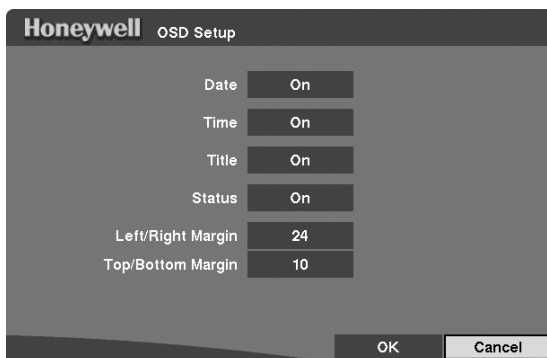 Honeywell OSD Setup
Date On
Time On
Title On
Status On
Left/Right Margin 24
Top/Bottom Margin 10
OK Cancel